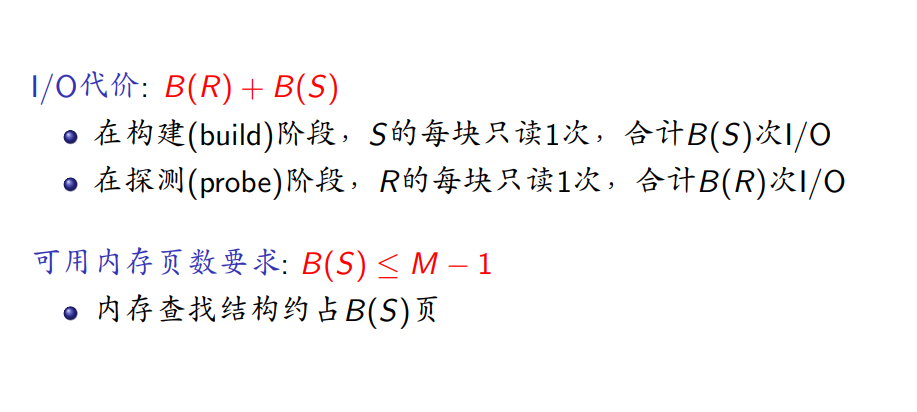 I/O代价: B(R) + B(S)
在构建(build)阶段，S的每块只读1次，合计B(S)次I/O
在探测(probe)阶段，R的每块只读1次，合计B(R)次I/O
可用内存页数要求: B(S) ≤ M − 1
内存查找结构约占B(S)页